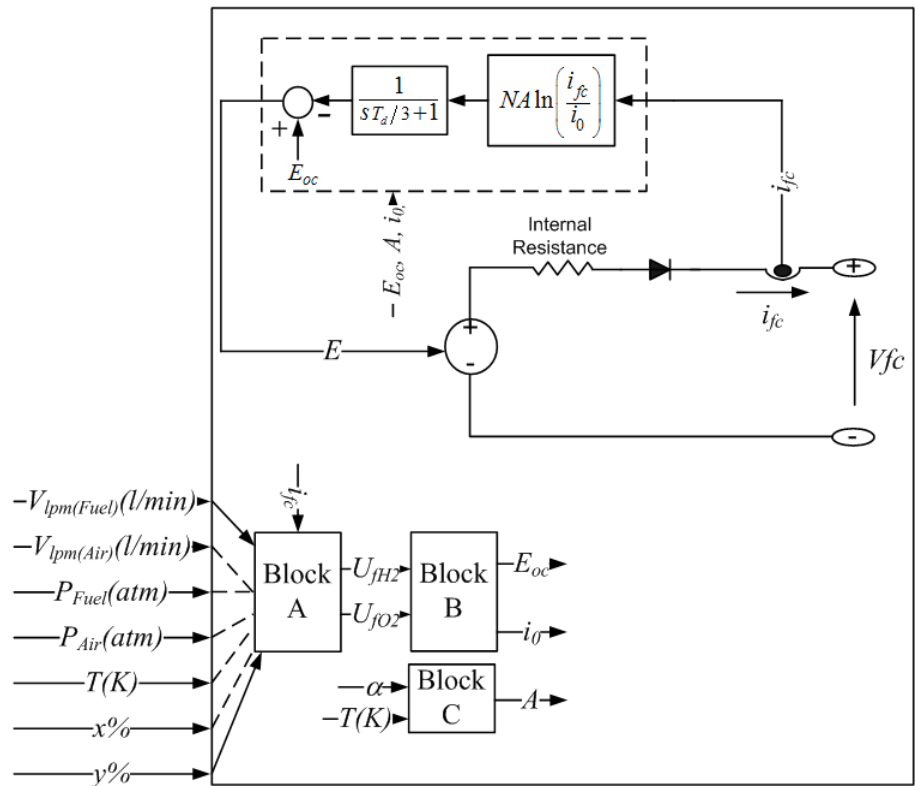 1
sT_d/3+1
NA ln(i_fc/i_0)
−
+
E_oc
− E_oc, A, i_0,
i_fc
Internal
Resistance
+
i_fc
E
+
-
Vfc
-
i_fc
−V_lpm(Fuel)(l/min)
−V_lpm(Air)(l/min)
P_Fuel(atm)
P_Air(atm)
T(K)
x%
y%
Block
A
U_fH2
U_fO2
Block
B
E_oc
i_0
α
−T(K)
Block
C
A